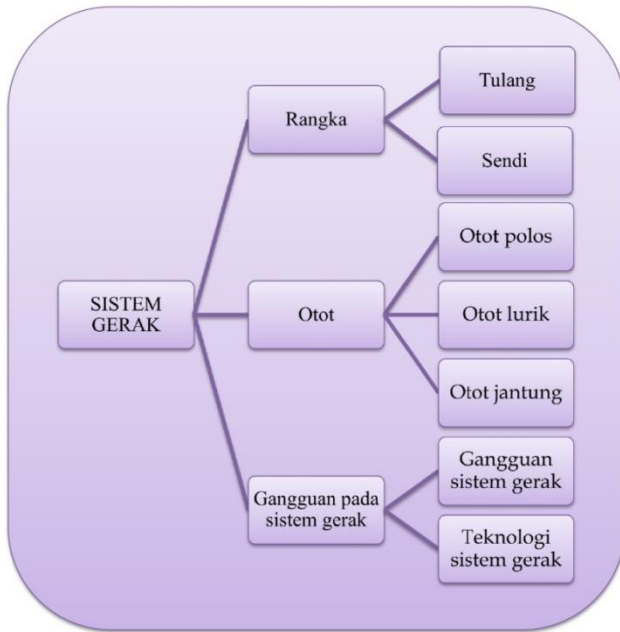 SISTEM
GERAK
Rangka
Tulang
Sendi
Otot
Otot polos
Otot lurik
Otot jantung
Gangguan pada
sistem gerak
Gangguan
sistem gerak
Teknologi
sistem gerak